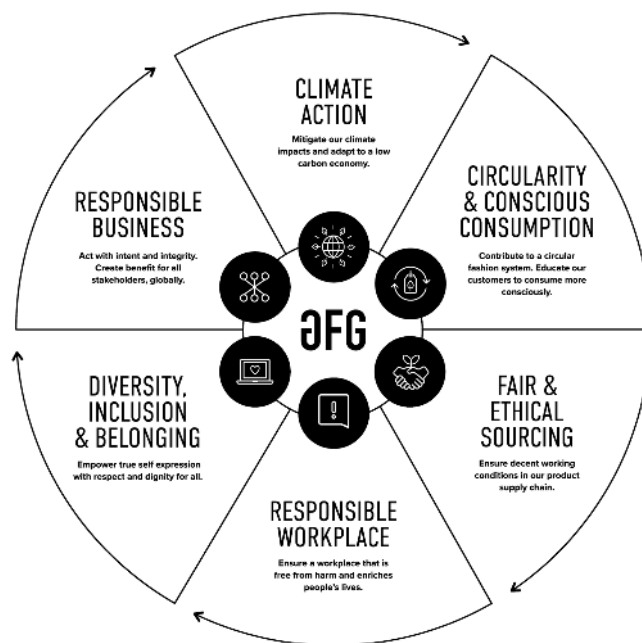 CLIMATE
ACTION
Mitigate our climate
impacts and adapt to a low
carbon economy.
CIRCULARITY
& CONSCIOUS
CONSUMPTION
Contribute to a circular
fashion system. Educate our
customers to consume more
consciously.
FAIR &
ETHICAL
SOURCING
Ensure decent working
conditions in our product
supply chain.
RESPONSIBLE
WORKPLACE
Ensure a workplace that is
free from harm and enriches
people's lives.
DIVERSITY,
INCLUSION
& BELONGING
Empower true self expression
with respect and dignity for all.
RESPONSIBLE
BUSINESS
Act with intent and integrity.
Create benefit for all
stakeholders, globally.
GFG
!